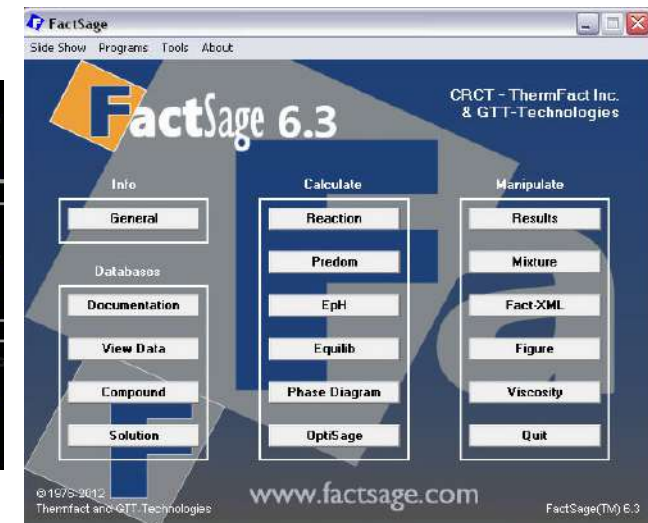 FactSage
Side Show Programs Tools About
FactSage 6.3
CRCT - ThermFact Inc.
& GTT-Technologies
Info
General
Databases
Documentation
View Data
Compound
Solution
Calculate
Reaction
Predom
EpH
Equilib
Phase Diagram
OptiSage
Manipulate
Results
Mixture
Fact-XML
Figure
Viscosity
Quit
©1976-2012
Thermfact and GTT-Technologies
www.factsage.com
FactSage(TM) 6.3